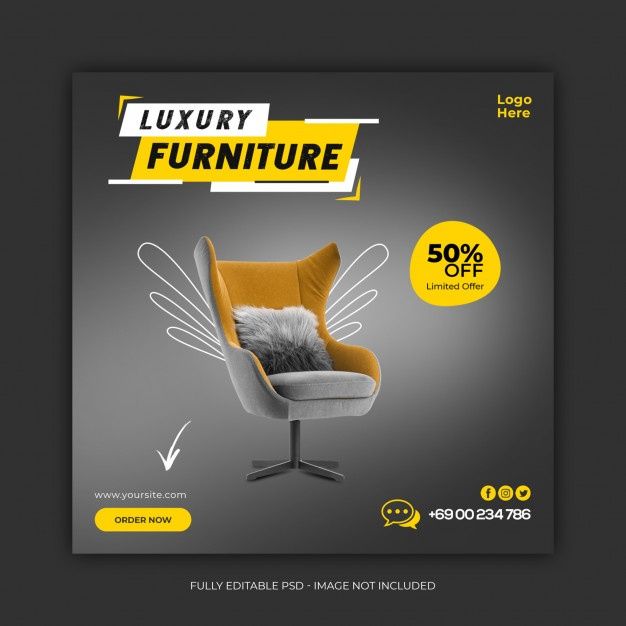 LUXURY
FURNITURE
Logo
Here
50%
OFF
Limited Offer
www.yoursite.com
ORDER NOW
+69 00 234 786
FULLY EDITABLE PSD - IMAGE NOT INCLUDED